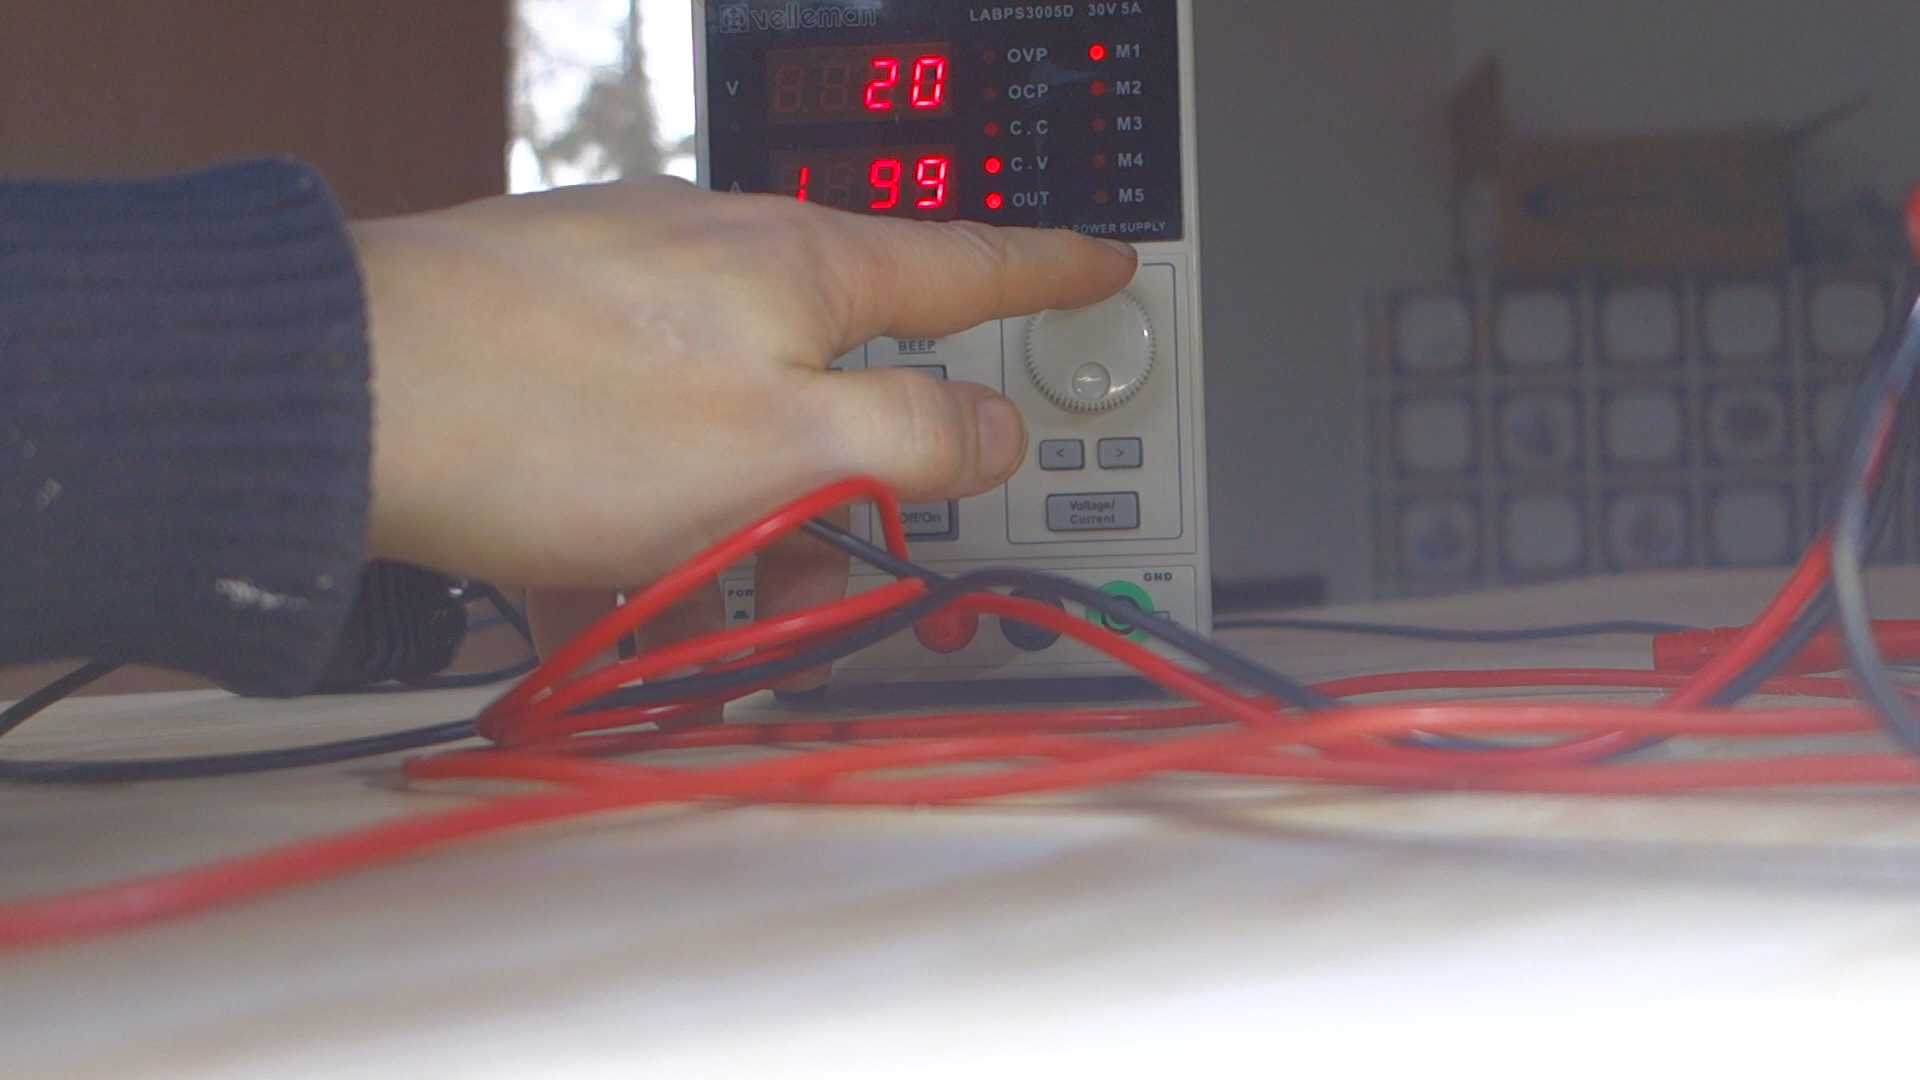 velleman LABPS3005D 30V 5A
V 20
OVP M1
OCP M2
C.C M3
A 1 99
C.V M4
OUT M5
POWER SUPPLY
BEEP
< >
Off/On
Voltage/
Current
GND